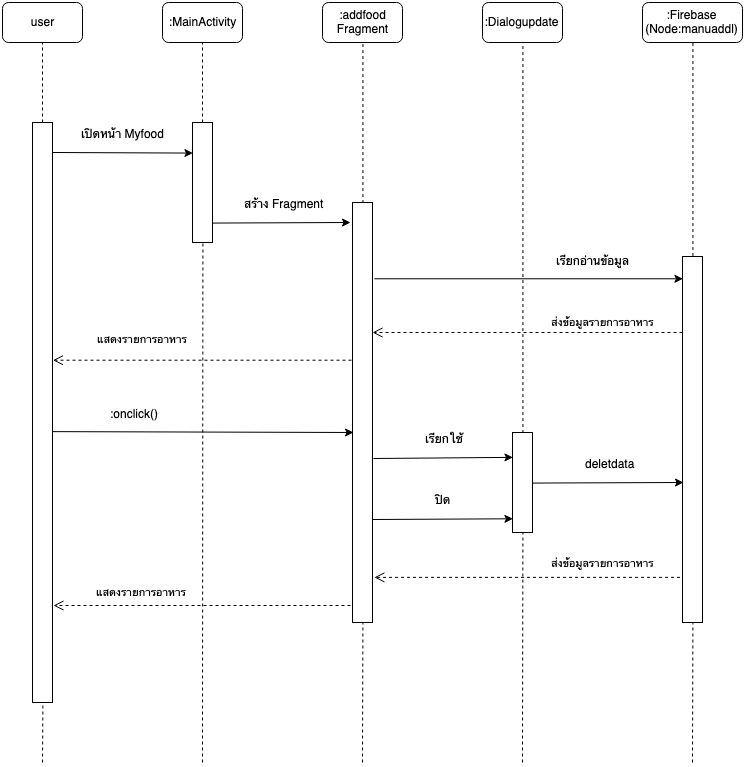 user
:MainActivity
:addfood
Fragment
:Dialogupdate
:Firebase
(Node:manuaddl)
เปิดหน้า Myfood
สร้าง Fragment
เรียกอ่านข้อมูล
ส่งข้อมูลรายการอาหาร
แสดงรายการอาหาร
:onclick()
เรียกใช้
deletdata
ปิด
ส่งข้อมูลรายการอาหาร
แสดงรายการอาหาร